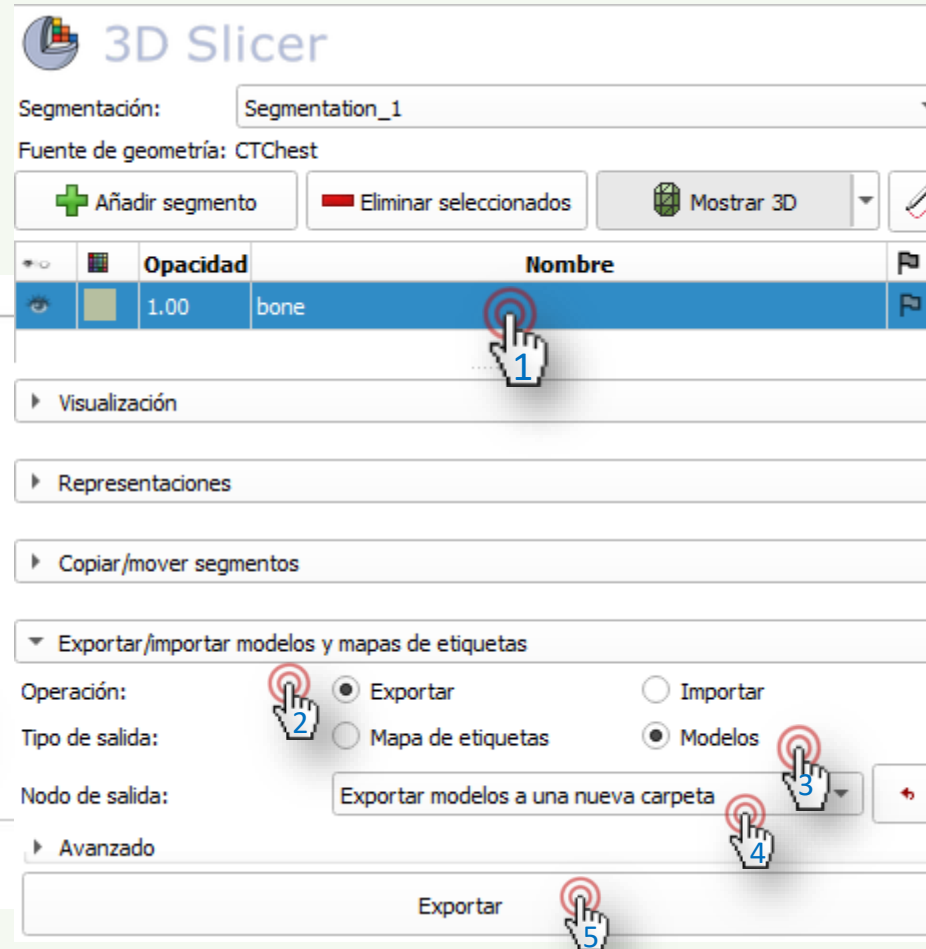 3D Slicer
Segmentación: Segmentation_1
Fuente de geometría: CTChest
Añadir segmento Eliminar seleccionados Mostrar 3D
Opacidad Nombre
1.00 bone
1
Visualización
Representaciones
Copiar/mover segmentos
Exportar/importar modelos y mapas de etiquetas
Operación: Exportar Importar
2
Tipo de salida: Mapa de etiquetas Modelos
3
Nodo de salida: Exportar modelos a una nueva carpeta
4
Avanzado
Exportar
5